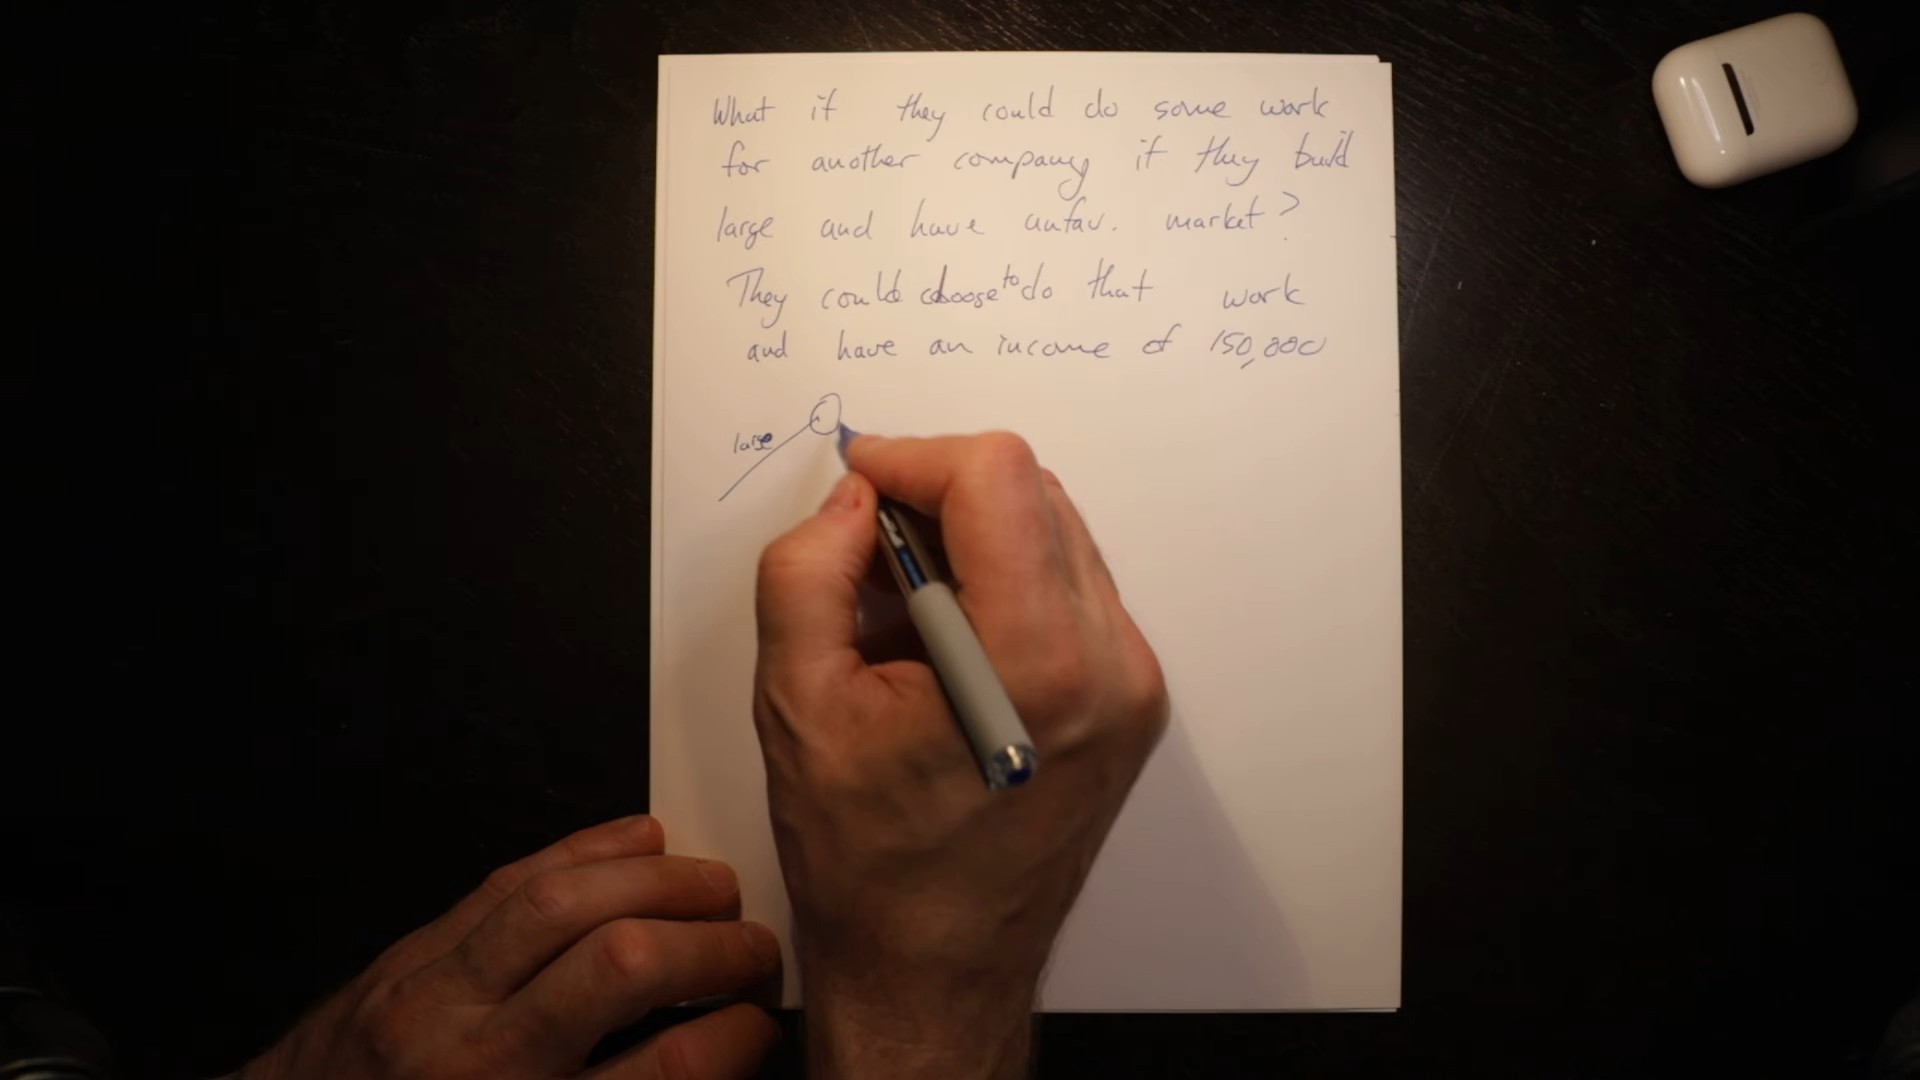 What if they could do some work
for another company if they build
large and have unfav. market?
They could choose to do that work
and have an income of 150,000
large